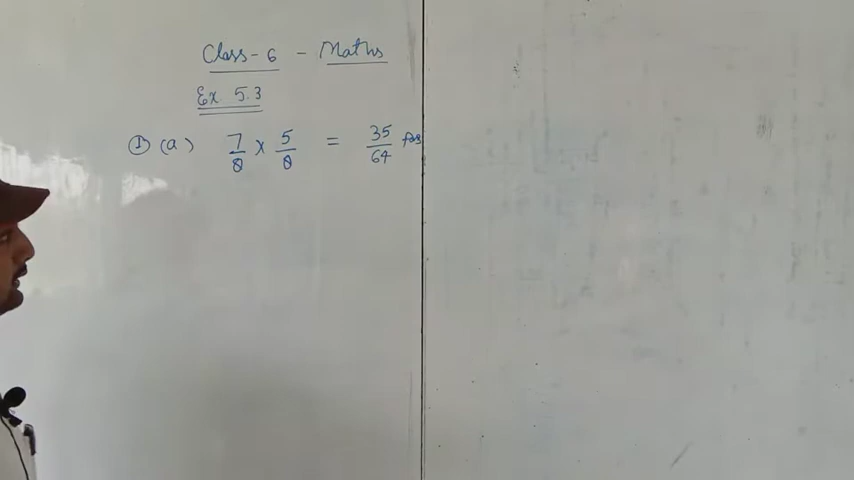 Class - 6 - Maths
Ex 5.3
① (a) 7/8 × 5/8 = 35/64 Ans